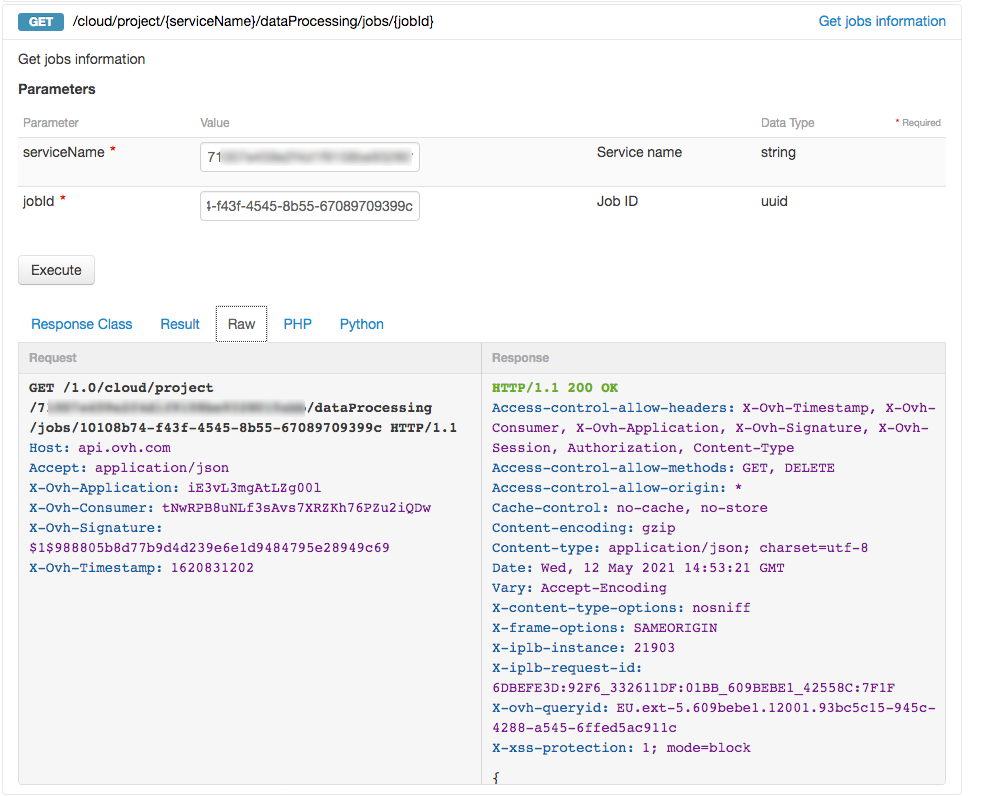 GET /cloud/project/{serviceName}/dataProcessing/jobs/{jobId} Get jobs information
Get jobs information
Parameters
Parameter Value Data Type * Required
serviceName * 71 Service name string
jobId * -f43f-4545-8b55-67089709399c Job ID uuid
Execute
Response Class Result Raw PHP Python
Request
GET /1.0/cloud/project
/7 /dataProcessing
/jobs/10108b74-f43f-4545-8b55-67089709399c HTTP/1.1
Host: api.ovh.com
Accept: application/json
X-Ovh-Application: iE3vL3mgAtLZg00l
X-Ovh-Consumer: tNwRPB8uNLf3sAvs7XRZKh76PZu2iQDw
X-Ovh-Signature:
$1$988805b8d77b9d4d239e6e1d9484795e28949c69
X-Ovh-Timestamp: 1620831202
Response
HTTP/1.1 200 OK
Access-control-allow-headers: X-Ovh-Timestamp, X-Ovh-
Consumer, X-Ovh-Application, X-Ovh-Signature, X-Ovh-
Session, Authorization, Content-Type
Access-control-allow-methods: GET, DELETE
Access-control-allow-origin: *
Cache-control: no-cache, no-store
Content-encoding: gzip
Content-type: application/json; charset=utf-8
Date: Wed, 12 May 2021 14:53:21 GMT
Vary: Accept-Encoding
X-content-type-options: nosniff
X-frame-options: SAMEORIGIN
X-iplb-instance: 21903
X-iplb-request-id:
6DBEFE3D:92F6_332611DF:01BB_609BEBE1_42558C:7F1F
X-ovh-queryid: EU.ext-5.609bebe1.12001.93bc5c15-945c-
4288-a545-6ffed5ac911c
X-xss-protection: 1; mode=block
{